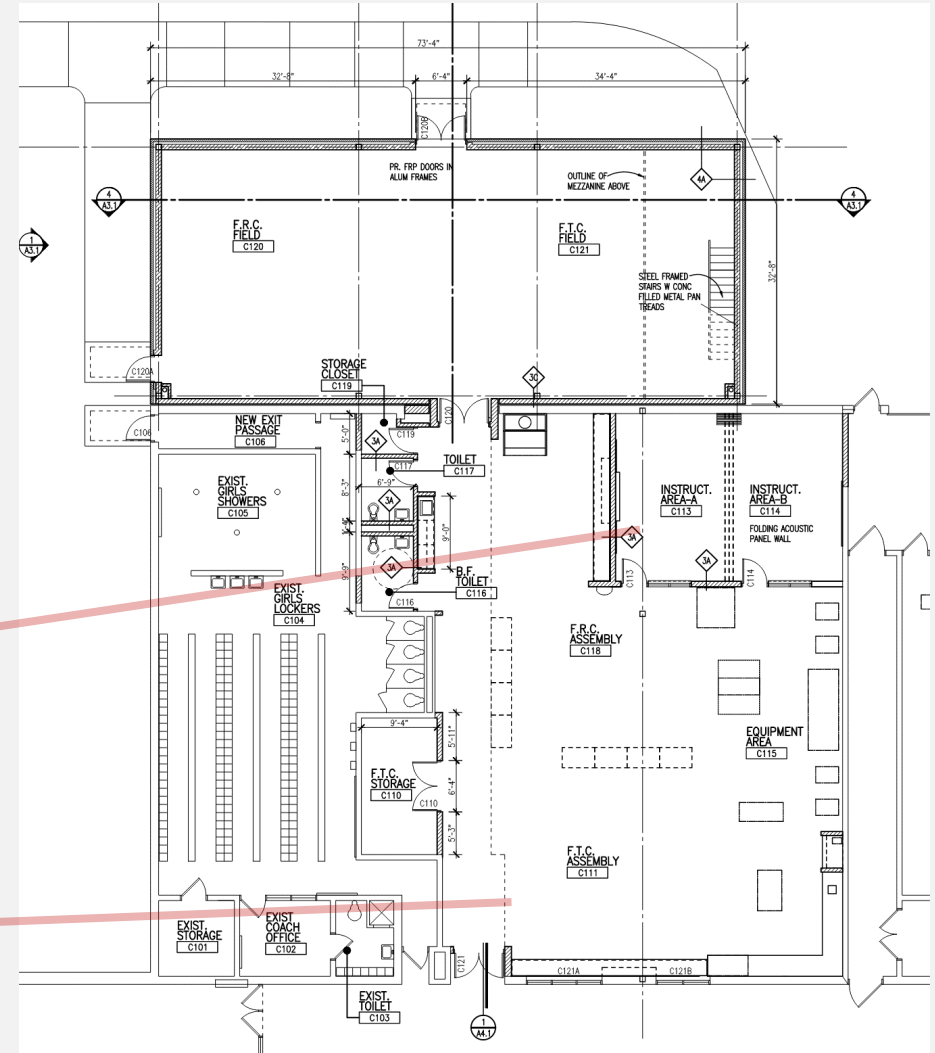 73'-4"
32'-8"
6'-4"
34'-4"
C120B
PR. FRP DOORS IN
ALUM FRAMES
OUTLINE OF
MEZZANINE ABOVE
4A
4
A3.1
4
A3.1
F.R.C.
FIELD
C120
F.T.C.
FIELD
C121
1
A3.1
STEEL FRAMED
STAIRS W CONC
FILLED METAL PAN
TREADS
32'-8"
C120A
STORAGE
CLOSET
C119
3C
C106
NEW EXIT
PASSAGE
C106
5'-0"
C119
C120
3A
TOILET
C117
C117
EXIST.
GIRLS
SHOWERS
C105
8'-3"
6'-9"
3A
INSTRUCT.
AREA-A
C113
INSTRUCT.
AREA-B
C114
FOLDING ACOUSTIC
PANEL WALL
9'-0"
3A
3A
9'-9"
3A
B.F.
TOILET
C116
C113
C114
EXIST.
GIRLS
LOCKERS
C104
C116
F.R.C.
ASSEMBLY
C118
9'-4"
5'-11"
EQUIPMENT
AREA
C115
F.T.C.
STORAGE
C110
C110
6'-4"
5'-3"
F.T.C.
ASSEMBLY
C111
EXIST.
STORAGE
C101
EXIST
COACH
OFFICE
C102
C121
C121A
C121B
EXIST.
TOILET
C103
1
A4.1